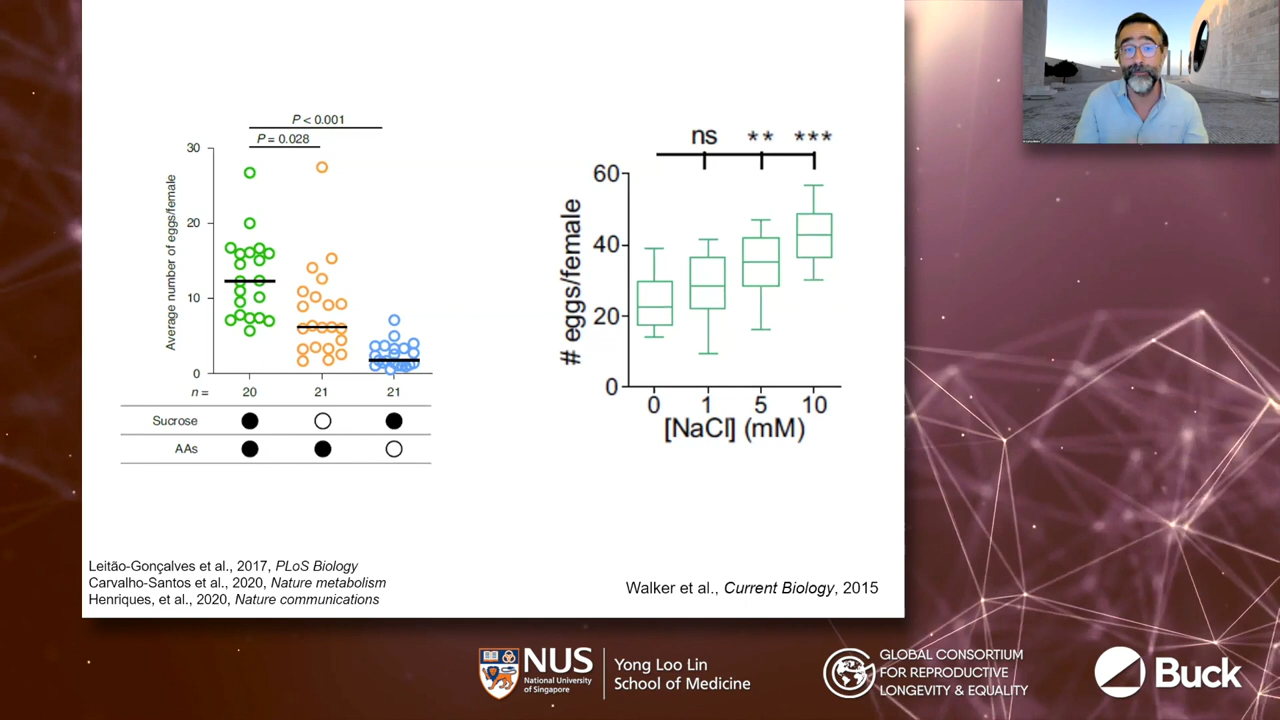 P < 0.001
P = 0.028
30
20
10
0
Average number of eggs/female
n = 20 21 21
Sucrose
AAs
ns ** ***
60
40
20
0
# eggs/female
0 1 5 10
[NaCl] (mM)
Leitão-Gonçalves et al., 2017, PLoS Biology
Carvalho-Santos et al., 2020, Nature metabolism
Henriques, et al., 2020, Nature communications
Walker et al., Current Biology, 2015
NUS
National University
of Singapore
Yong Loo Lin
School of Medicine
GLOBAL CONSORTIUM
FOR REPRODUCTIVE
LONGEVITY & EQUALITY
Buck